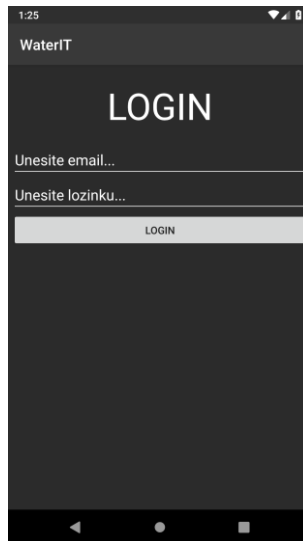 1:25
WaterIT
LOGIN
Unesite email...
Unesite lozinku...
LOGIN